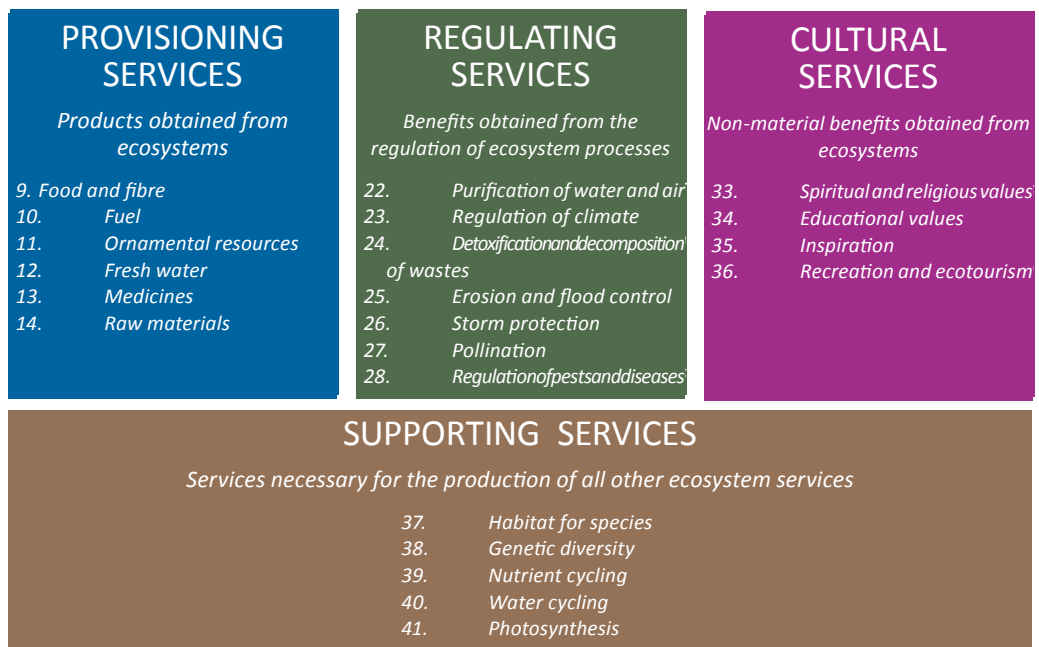 PROVISIONING
SERVICES
Products obtained from
ecosystems
9. Food and fibre
10. Fuel
11. Ornamental resources
12. Fresh water
13. Medicines
14. Raw materials
REGULATING
SERVICES
Benefits obtained from the
regulation of ecosystem processes
22. Purification of water and air
23. Regulation of climate
24. Detoxificationanddecomposition
of wastes
25. Erosion and flood control
26. Storm protection
27. Pollination
28. Regulationofpestsanddiseases
CULTURAL
SERVICES
Non-material benefits obtained from
ecosystems
33. Spiritual and religious values
34. Educational values
35. Inspiration
36. Recreation and ecotourism
SUPPORTING SERVICES
Services necessary for the production of all other ecosystem services
37. Habitat for species
38. Genetic diversity
39. Nutrient cycling
40. Water cycling
41. Photosynthesis